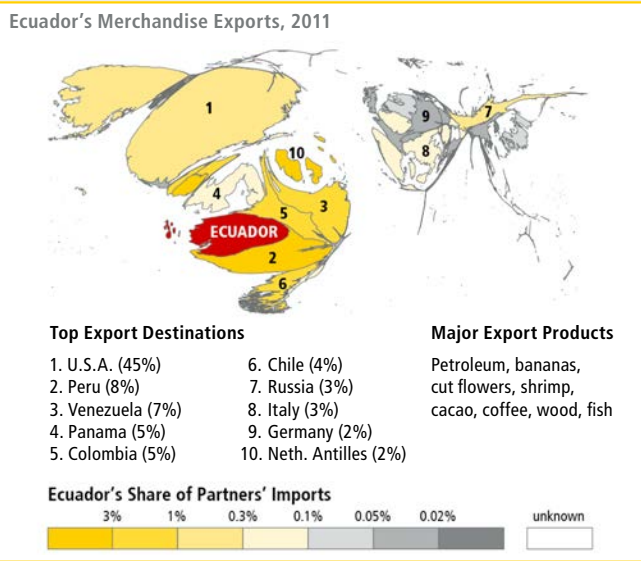 Ecuador's Merchandise Exports, 2011
1
9
7
10
8
4
3
5
ECUADOR
2
6
Top Export Destinations
1. U.S.A. (45%)
2. Peru (8%)
3. Venezuela (7%)
4. Panama (5%)
5. Colombia (5%)
6. Chile (4%)
7. Russia (3%)
8. Italy (3%)
9. Germany (2%)
10. Neth. Antilles (2%)
Major Export Products
Petroleum, bananas,
cut flowers, shrimp,
cacao, coffee, wood, fish
Ecuador's Share of Partners' Imports
3% 1% 0.3% 0.1% 0.05% 0.02% unknown